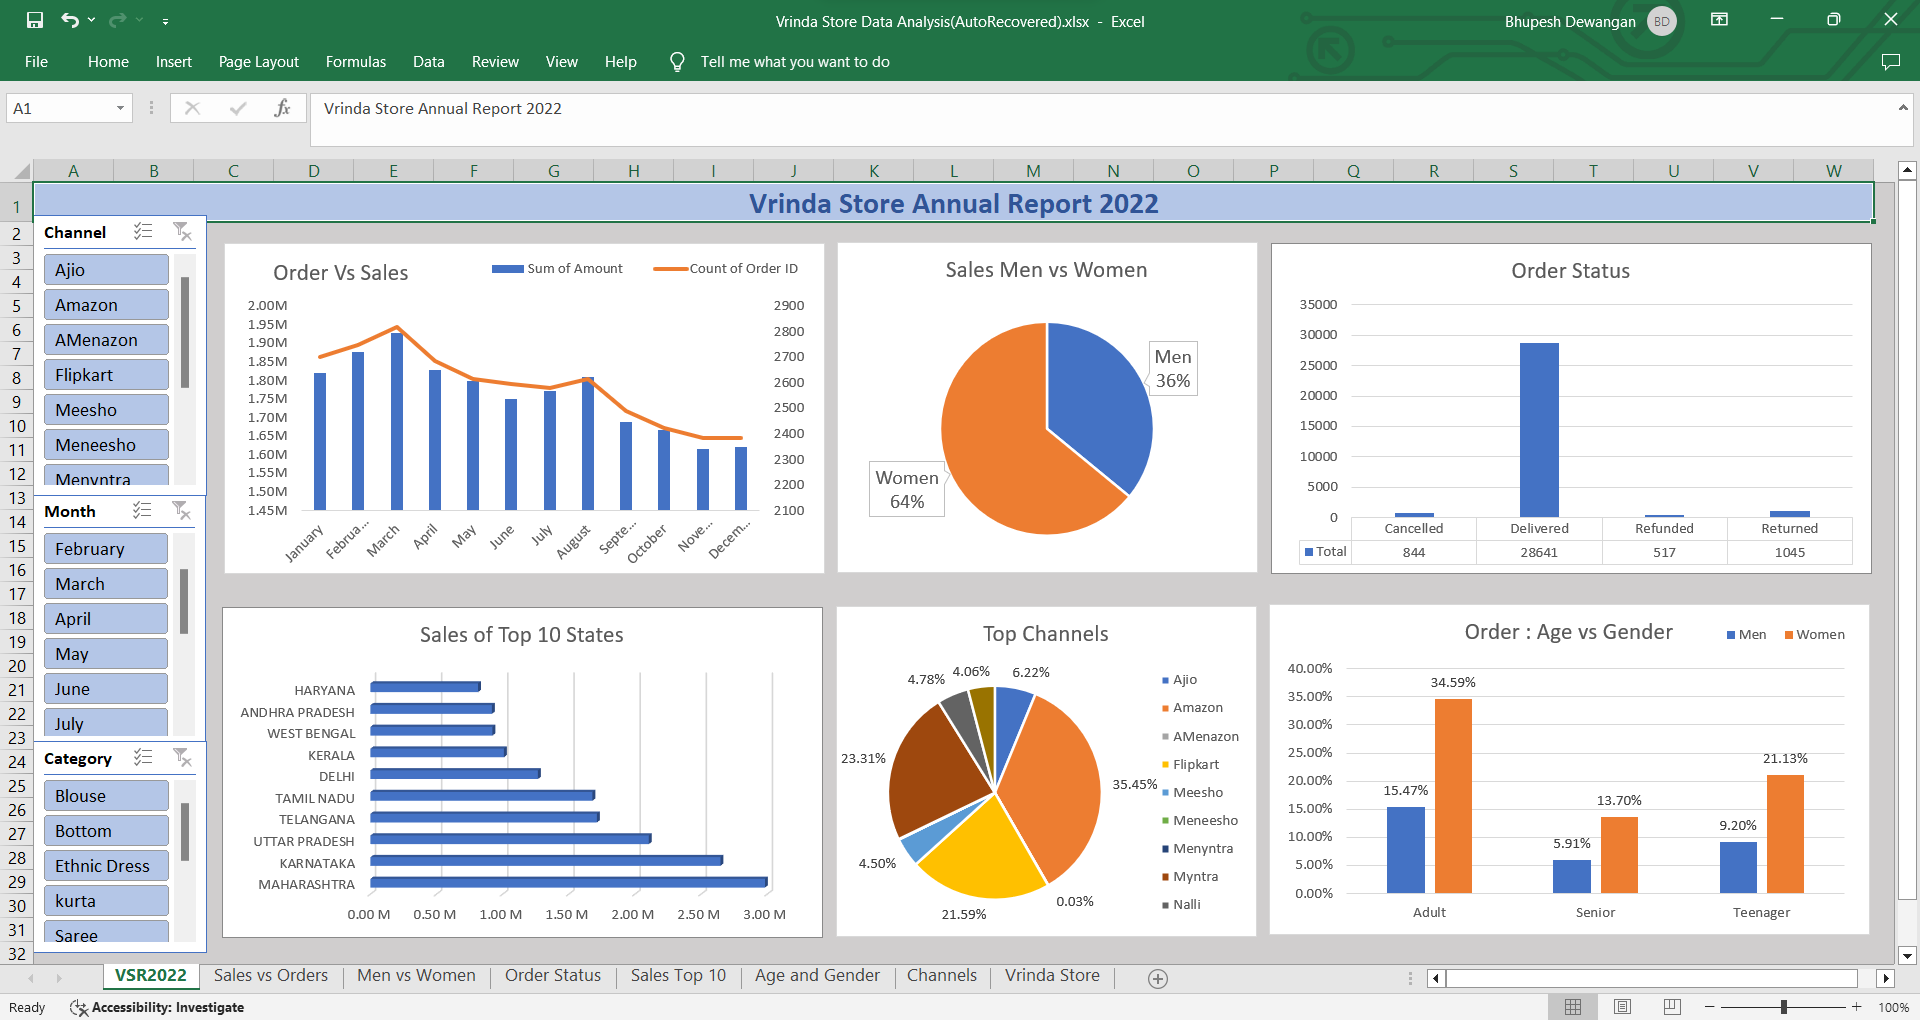 Vrinda Store Data Analysis(AutoRecovered).xlsx - Excel
Bhupesh Dewangan BD
File Home Insert Page Layout Formulas Data Review View Help Tell me what you want to do
A1 fx Vrinda Store Annual Report 2022
A B C D E F G H I J K L M N O P Q R S T U V W
1
2
3
4
5
6
7
8
9
10
11
12
13
14
15
16
17
18
19
20
21
22
23
24
25
26
27
28
29
30
31
32
Vrinda Store Annual Report 2022
Channel
Ajio
Amazon
AMenazon
Flipkart
Meesho
Meneesho
Menyntra
Month
February
March
April
May
June
July
Category
Blouse
Bottom
Ethnic Dress
kurta
Saree
Order Vs Sales
Sum of Amount Count of Order ID
2.00M
1.95M
1.90M
1.85M
1.80M
1.75M
1.70M
1.65M
1.60M
1.55M
1.50M
1.45M
2900
2800
2700
2600
2500
2400
2300
2200
2100
January Februa... March April May June July August Septe... October Nove... Decem...
Sales Men vs Women
Men
36%
Women
64%
Order Status
35000
30000
25000
20000
15000
10000
5000
0
Cancelled Delivered Refunded Returned
Total 844 28641 517 1045
Sales of Top 10 States
HARYANA
ANDHRA PRADESH
WEST BENGAL
KERALA
DELHI
TAMIL NADU
TELANGANA
UTTAR PRADESH
KARNATAKA
MAHARASHTRA
0.00 M 0.50 M 1.00 M 1.50 M 2.00 M 2.50 M 3.00 M
Top Channels
4.78% 4.06% 6.22%
23.31%
35.45%
4.50%
21.59%
0.03%
Ajio
Amazon
AMenazon
Flipkart
Meesho
Meneesho
Menyntra
Myntra
Nalli
Order : Age vs Gender
Men Women
40.00%
35.00%
30.00%
25.00%
20.00%
15.00%
10.00%
5.00%
0.00%
15.47% 34.59%
5.91% 13.70%
9.20% 21.13%
Adult Senior Teenager
VSR2022 Sales vs Orders Men vs Women Order Status Sales Top 10 Age and Gender Channels Vrinda Store
Ready Accessibility: Investigate
100%